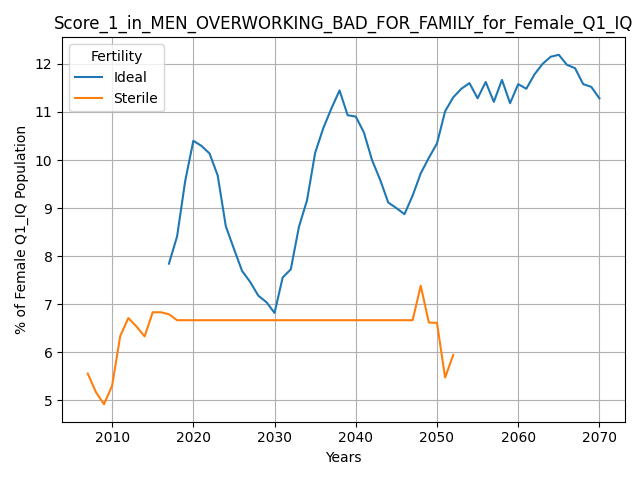 Score_1_in_MEN_OVERWORKING_BAD_FOR_FAMILY_for_Female_Q1_IQ
Fertility
Ideal
Sterile
% of Female Q1_IQ Population
12
11
10
9
8
7
6
5
2010
2020
2030
2040
2050
2060
2070
Years